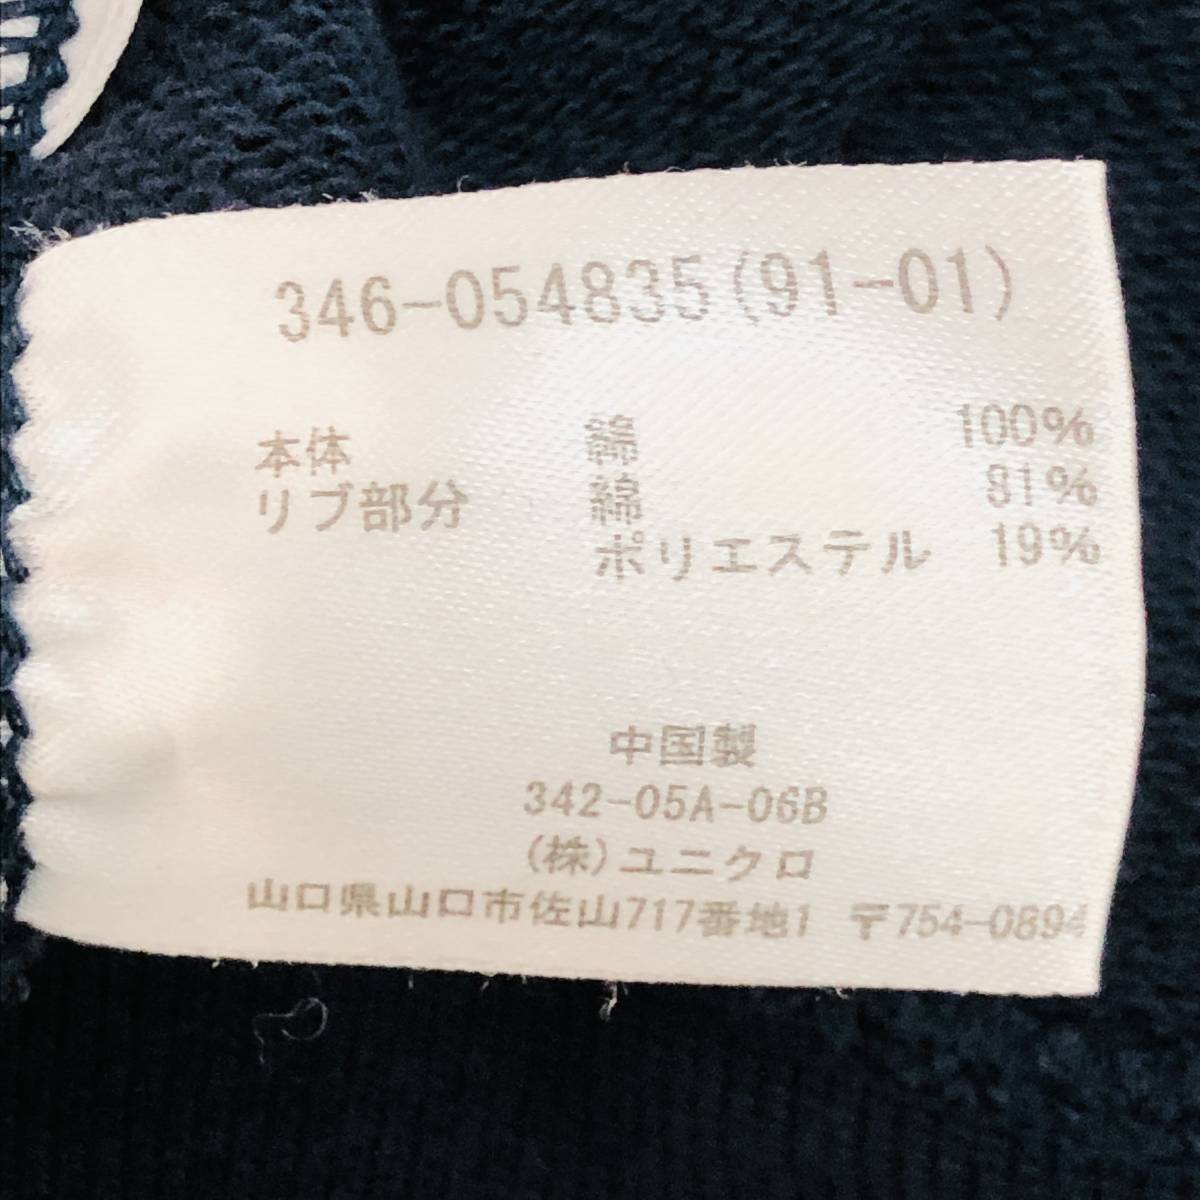 346-054835(91-01)
本体 綿 100%
リブ部分 綿 81%
ポリエステル 19%
中国製
342-05A-06B
(株)ユニクロ
山口県山口市佐山717番地1 〒754-0894